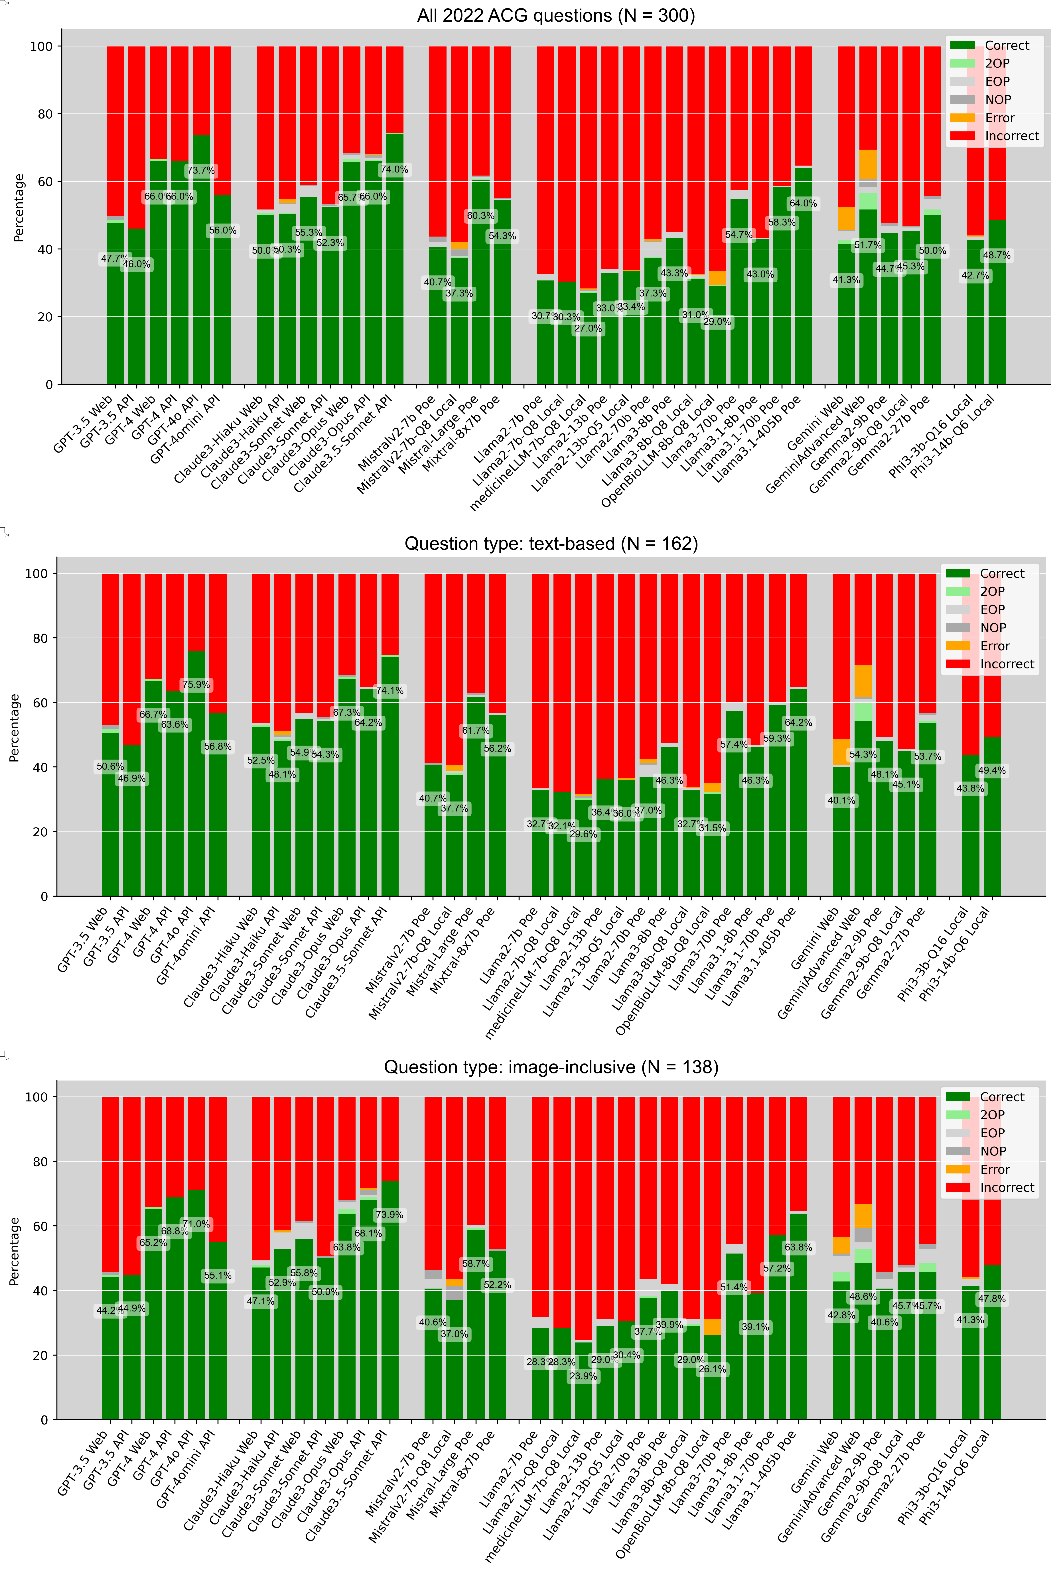 All 2022 ACG questions (N = 300)
Percentage
100
80
60
40
20
0
47.7%
46.0%
66.0%
66.0%
73.7%
56.0%
50.0%
50.3%
55.3%
52.3%
65.7%
66.0%
74.0%
40.7%
37.3%
60.3%
54.3%
30.7%
30.3%
27.0%
33.0%
33.4%
37.3%
43.3%
31.0%
29.0%
54.7%
43.0%
58.3%
64.0%
41.3%
51.7%
44.7%
45.3%
50.0%
42.7%
48.7%
Correct
2OP
EOP
NOP
Error
Incorrect
GPT-3.5 Web
GPT-3.5 API
GPT-4 Web
GPT-4 API
GPT-4o API
GPT-4omini API
Claude3-Hiaku Web
Claude3-Haiku API
Claude3-Sonnet Web
Claude3-Sonnet API
Claude3-Opus Web
Claude3-Opus API
Claude3.5-Sonnet API
Mistralv2-7b Poe
Mistralv2-7b-Q8 Local
Mistral-Large Poe
Mixtral-8x7b Poe
Llama2-7b Poe
Llama2-7b-Q8 Local
medicineLLM-7b-Q8 Local
Llama2-13b Poe
Llama2-13b-Q5 Local
Llama2-70b Poe
Llama3-8b Poe
Llama3-8b-Q8 Local
OpenBioLLM-8b-Q8 Local
Llama3-70b Poe
Llama3.1-8b Poe
Llama3.1-70b Poe
Llama3.1-405b Poe
Gemini Web
GeminiAdvanced Web
Gemma2-9b Poe
Gemma2-9b-Q8 Local
Gemma2-27b Poe
Phi3-3b-Q16 Local
Phi3-14b-Q6 Local
Question type: text-based (N = 162)
Percentage
100
80
60
40
20
0
50.6%
46.9%
66.7%
63.6%
75.9%
56.8%
52.5%
48.1%
54.9%
54.3%
67.3%
64.2%
74.1%
40.7%
37.7%
61.7%
56.2%
32.7%
32.1%
29.6%
36.4%
36.0%
37.0%
46.3%
32.7%
31.5%
57.4%
46.3%
59.3%
64.2%
40.1%
54.3%
48.1%
45.1%
53.7%
43.8%
49.4%
Correct
2OP
EOP
NOP
Error
Incorrect
GPT-3.5 Web
GPT-3.5 API
GPT-4 Web
GPT-4 API
GPT-4o API
GPT-4omini API
Claude3-Hiaku Web
Claude3-Haiku API
Claude3-Sonnet Web
Claude3-Sonnet API
Claude3-Opus Web
Claude3-Opus API
Claude3.5-Sonnet API
Mistralv2-7b Poe
Mistralv2-7b-Q8 Local
Mistral-Large Poe
Mixtral-8x7b Poe
Llama2-7b Poe
Llama2-7b-Q8 Local
medicineLLM-7b-Q8 Local
Llama2-13b Poe
Llama2-13b-Q5 Local
Llama2-70b Poe
Llama3-8b Poe
Llama3-8b-Q8 Local
OpenBioLLM-8b-Q8 Local
Llama3-70b Poe
Llama3.1-8b Poe
Llama3.1-70b Poe
Llama3.1-405b Poe
Gemini Web
GeminiAdvanced Web
Gemma2-9b Poe
Gemma2-9b-Q8 Local
Gemma2-27b Poe
Phi3-3b-Q16 Local
Phi3-14b-Q6 Local
Question type: image-inclusive (N = 138)
Percentage
100
80
60
40
20
0
44.2%
44.9%
65.2%
68.8%
71.0%
55.1%
47.1%
52.9%
55.8%
50.0%
63.8%
68.1%
73.9%
40.6%
37.0%
58.7%
52.2%
28.3%
28.3%
23.9%
29.0%
30.4%
37.7%
39.9%
29.0%
26.1%
51.4%
39.1%
57.2%
63.8%
42.8%
48.6%
40.6%
45.7%
45.7%
41.3%
47.8%
Correct
2OP
EOP
NOP
Error
Incorrect
GPT-3.5 Web
GPT-3.5 API
GPT-4 Web
GPT-4 API
GPT-4o API
GPT-4omini API
Claude3-Hiaku Web
Claude3-Haiku API
Claude3-Sonnet Web
Claude3-Sonnet API
Claude3-Opus Web
Claude3-Opus API
Claude3.5-Sonnet API
Mistralv2-7b Poe
Mistralv2-7b-Q8 Local
Mistral-Large Poe
Mixtral-8x7b Poe
Llama2-7b Poe
Llama2-7b-Q8 Local
medicineLLM-7b-Q8 Local
Llama2-13b Poe
Llama2-13b-Q5 Local
Llama2-70b Poe
Llama3-8b Poe
Llama3-8b-Q8 Local
OpenBioLLM-8b-Q8 Local
Llama3-70b Poe
Llama3.1-8b Poe
Llama3.1-70b Poe
Llama3.1-405b Poe
Gemini Web
GeminiAdvanced Web
Gemma2-9b Poe
Gemma2-9b-Q8 Local
Gemma2-27b Poe
Phi3-3b-Q16 Local
Phi3-14b-Q6 Local